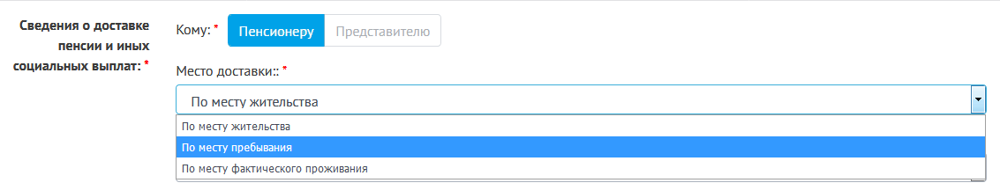 Сведения о доставке
пенсии и иных
социальных выплат: *
Кому: * Пенсионеру Представителю
Место доставки:: *
По месту жительства
По месту жительства
По месту пребывания
По месту фактического проживания